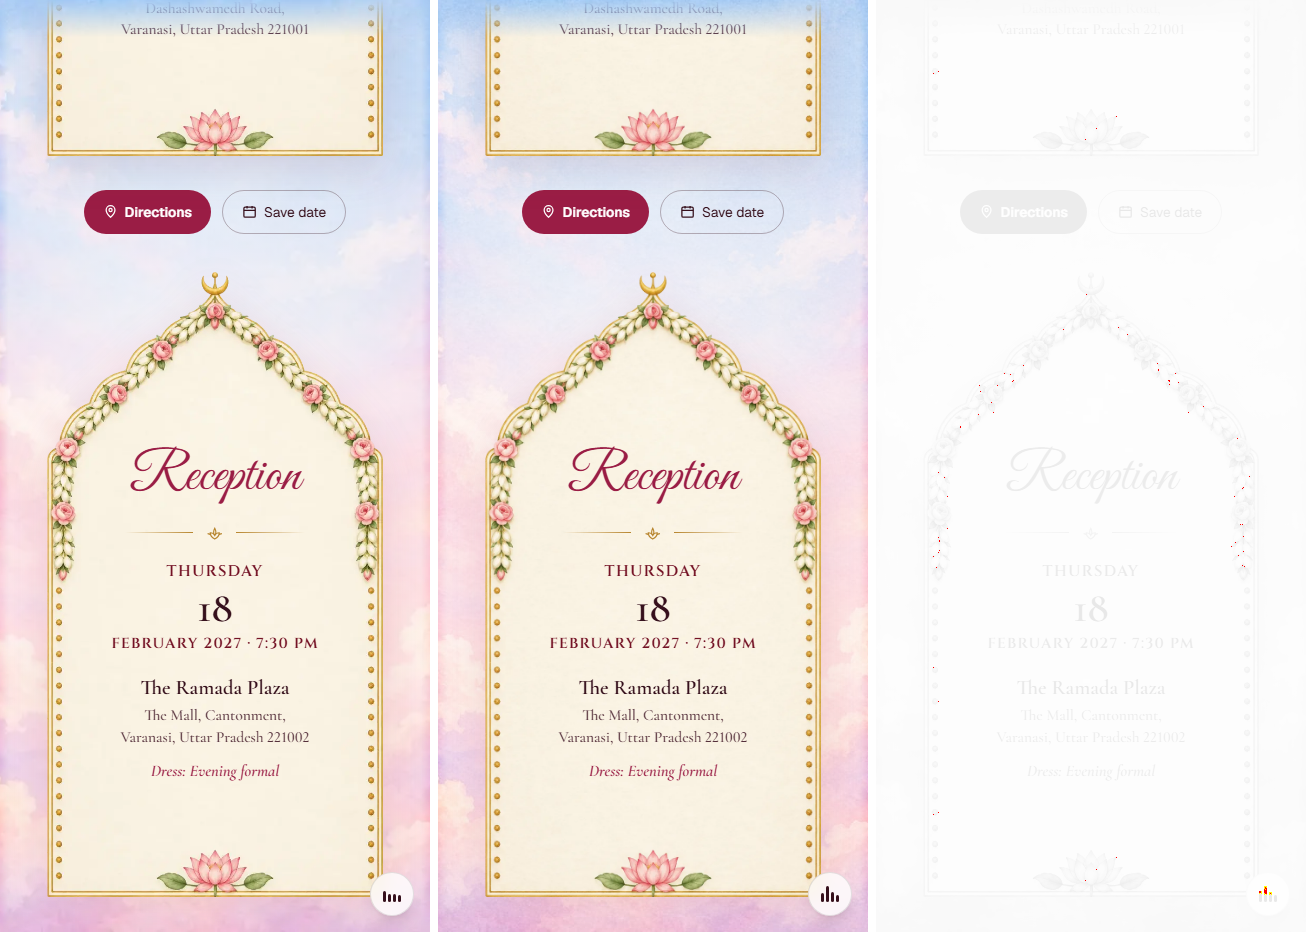 Dashashwamedh Road,
Varanasi, Uttar Pradesh 221001
Directions
Save date
Reception
THURSDAY
18
FEBRUARY 2027 · 7:30 PM
The Ramada Plaza
The Mall, Cantonment,
Varanasi, Uttar Pradesh 221002
Dress: Evening formal
Dashashwamedh Road,
Varanasi, Uttar Pradesh 221001
Directions
Save date
Reception
THURSDAY
18
FEBRUARY 2027 · 7:30 PM
The Ramada Plaza
The Mall, Cantonment,
Varanasi, Uttar Pradesh 221002
Dress: Evening formal
Varanasi, Uttar Pradesh 221001
Directions
Save date
Reception
THURSDAY
18
FEBRUARY 2027 · 7:30 PM
The Ramada Plaza
The Mall, Cantonment,
Varanasi, Uttar Pradesh 221002
Dress: Evening formal